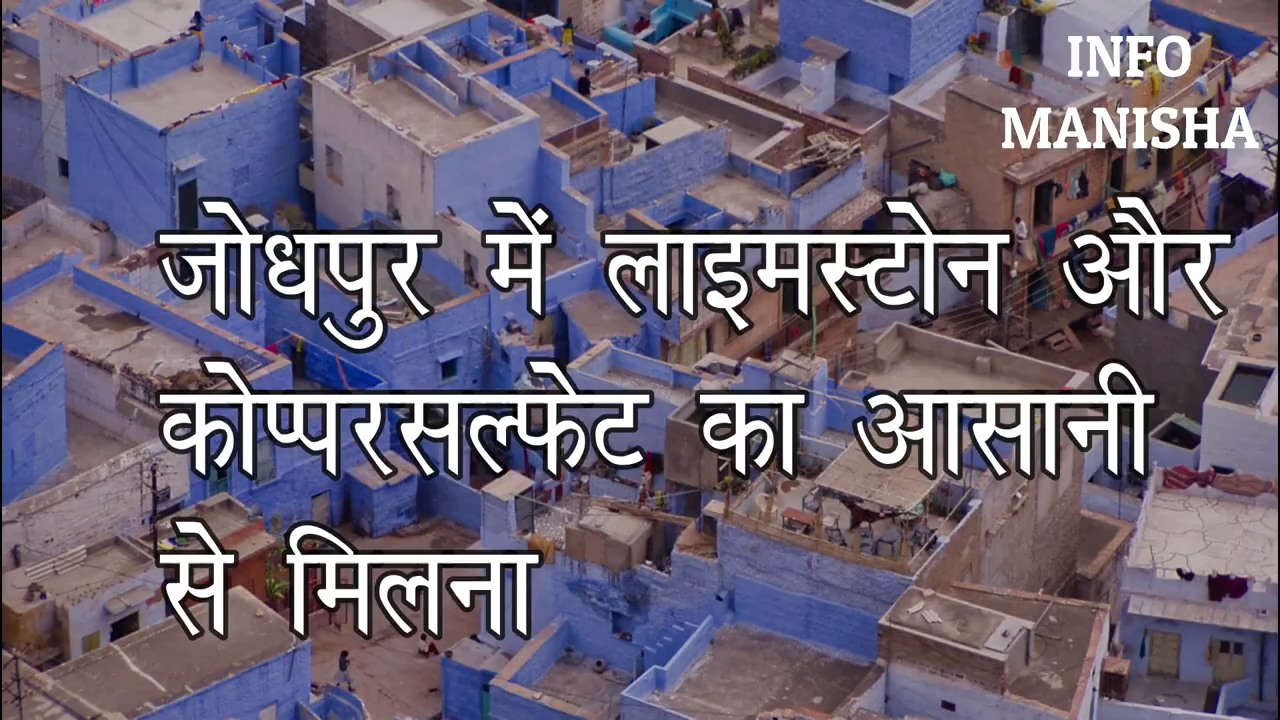 INFO
MANISHA
जोधपुर में लाइमस्टोन और
कोप्परसल्फेट का आसानी
से मिलना